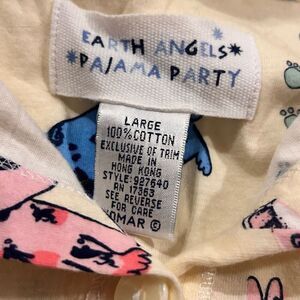 EARTH ANGELS
*PAJAMA PARTY*
LARGE
100% COTTON
EXCLUSIVE OF TRIM
MADE IN
HONG KONG
STYLE: 927640
RN 17363
SEE REVERSE
FOR CARE
KOMAR ©